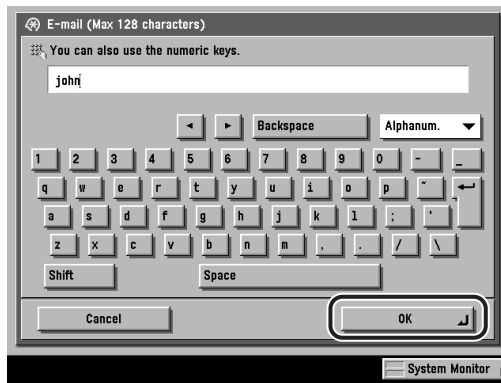 E-mail (Max 128 characters)
You can also use the numeric keys.
john
◄ ► Backspace Alphanum. ▼
1 2 3 4 5 6 7 8 9 0 - _
q w e r t y u i o p ~ ↵
a s d f g h j k l ; '
z x c v b n m , . / \
Shift Space
Cancel OK ↵
System Monitor